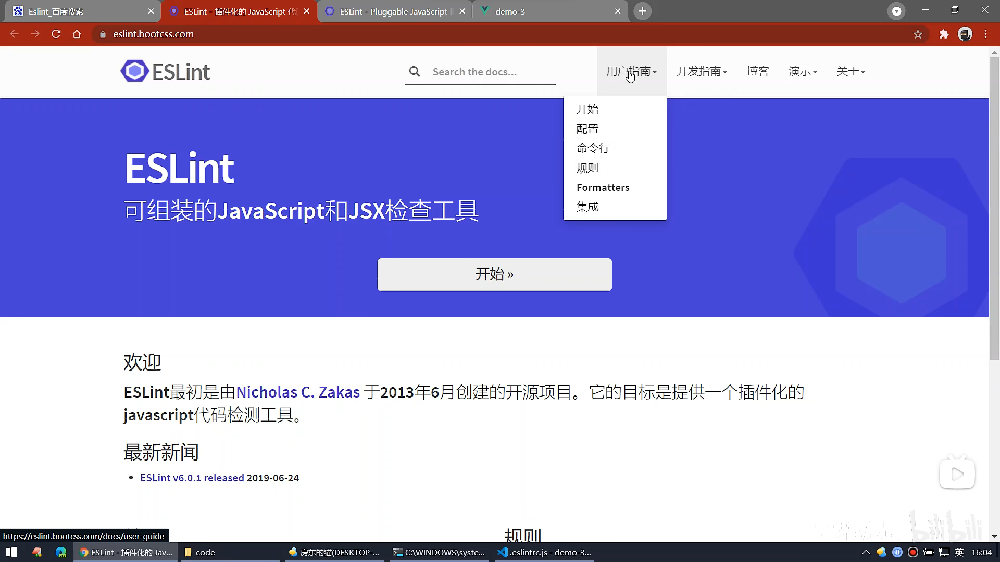 Eslint_百度搜索
ESLint - 插件化的 JavaScript 代
ESLint - Pluggable JavaScript li
demo-3
eslint.bootcss.com
ESLint
Search the docs...
用户指南
开发指南
博客
演示
关于
开始
配置
命令行
规则
Formatters
集成
ESLint
可组装的JavaScript和JSX检查工具
开始 »
欢迎
ESLint最初是由Nicholas C. Zakas 于2013年6月创建的开源项目。它的目标是提供一个插件化的
javascript代码检测工具。
最新新闻
ESLint v6.0.1 released 2019-06-24
规则
bilibili
https://eslint.bootcss.com/docs/user-guide
ESLint - 插件化的 Jav...
code
房东的猫(DESKTOP-...
C:\WINDOWS\syste...
.eslintrc.js - demo-3...
英
16:04